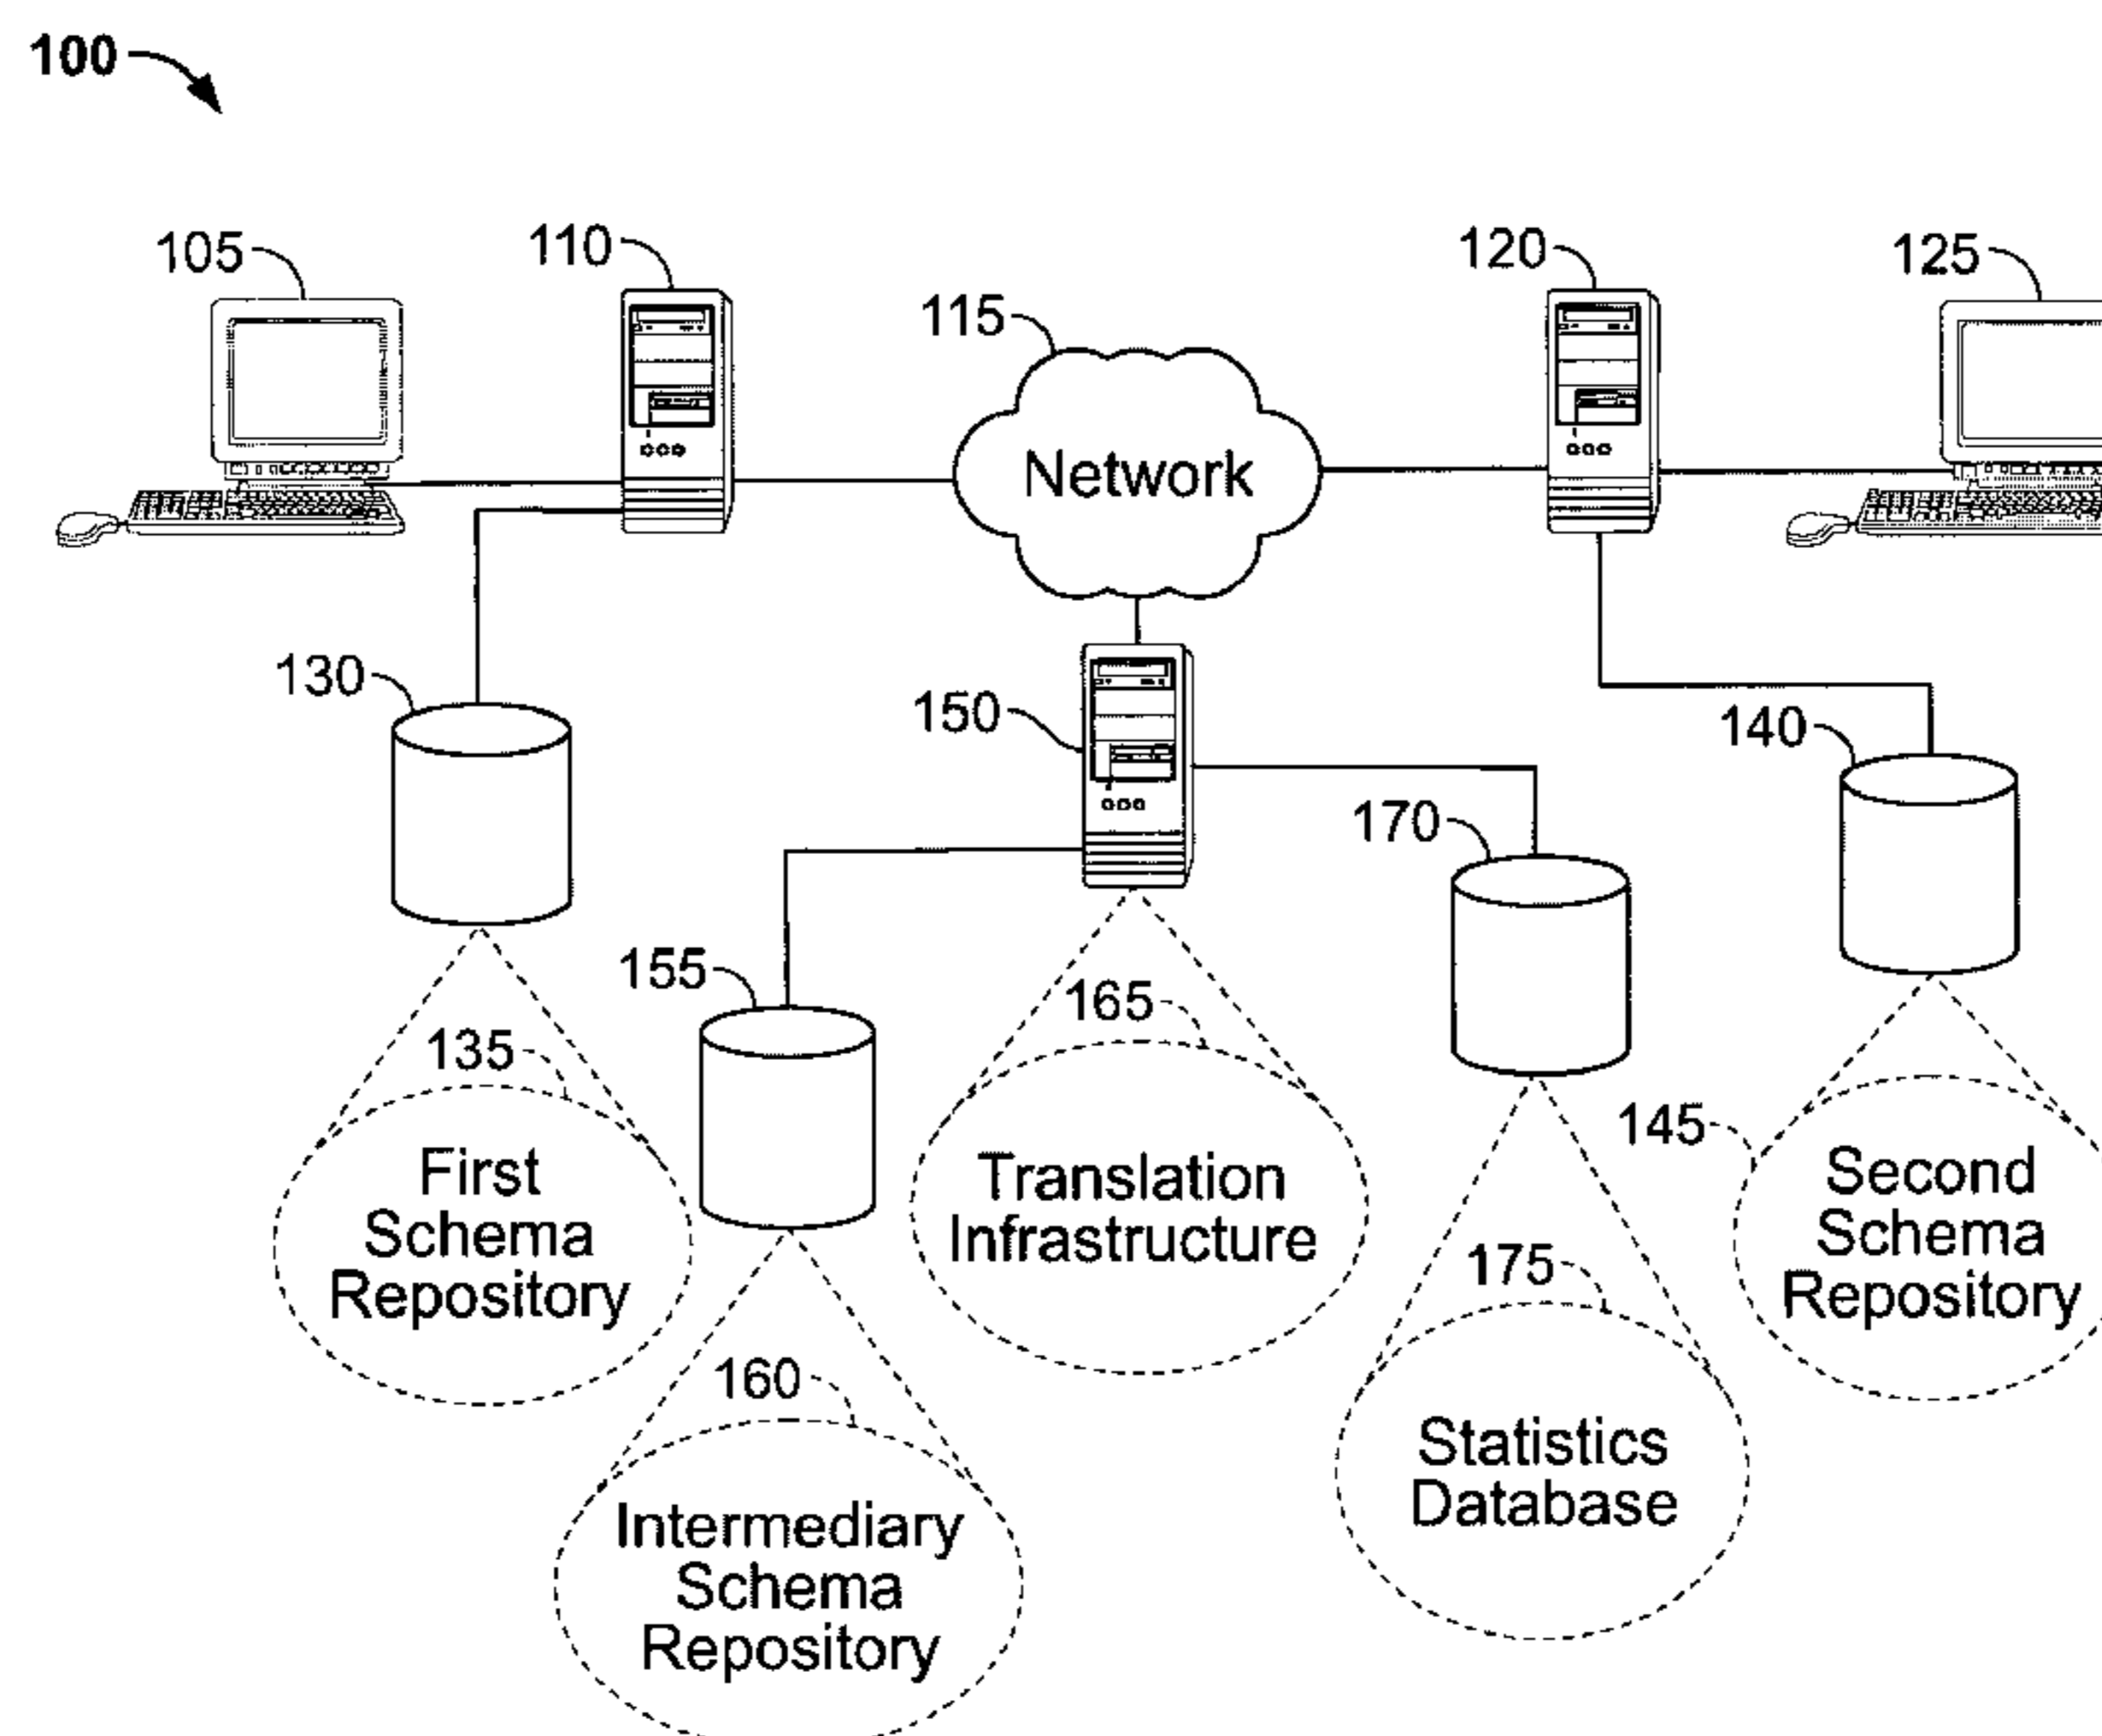 100
105
110
115
120
125
Network
130
150
140
170
155
165
135
145
First
Schema
Repository
Translation
Infrastructure
Second
Schema
Repository
175
160
Statistics
Database
Intermediary
Schema
Repository